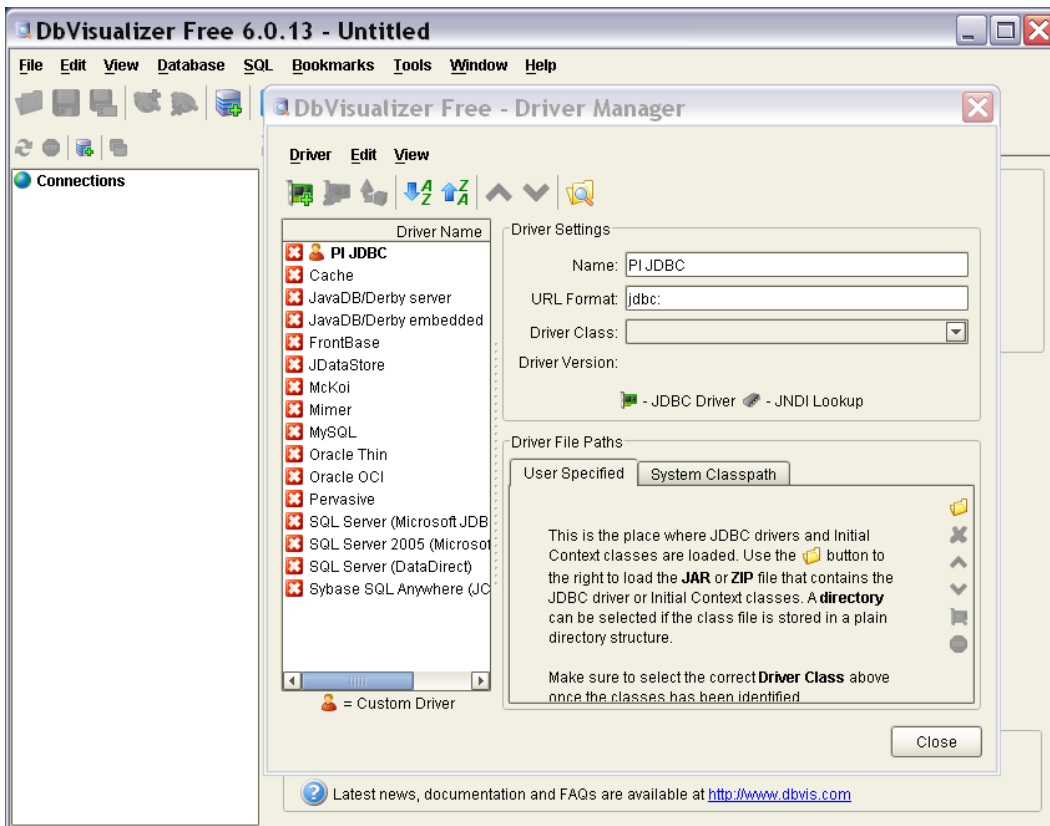 DbVisualizer Free 6.0.13 - Untitled
File Edit View Database SQL Bookmarks Tools Window Help
DbVisualizer Free - Driver Manager
Driver Edit View
Connections
Driver Name
PI JDBC
Cache
JavaDB/Derby server
JavaDB/Derby embedded
FrontBase
JDataStore
McKoi
Mimer
MySQL
Oracle Thin
Oracle OCI
Pervasive
SQL Server (Microsoft JDB
SQL Server 2005 (Microsof
SQL Server (DataDirect)
Sybase SQL Anywhere (JC
= Custom Driver
Driver Settings
Name: PI JDBC
URL Format: jdbc:
Driver Class:
Driver Version:
- JDBC Driver - JNDI Lookup
Driver File Paths
User Specified System Classpath
This is the place where JDBC drivers and Initial
Context classes are loaded. Use the button to
the right to load the JAR or ZIP file that contains the
JDBC driver or Initial Context classes. A directory
can be selected if the class file is stored in a plain
directory structure.
Make sure to select the correct Driver Class above
once the classes has been identified
Close
Latest news, documentation and FAQs are available at http://www.dbvis.com